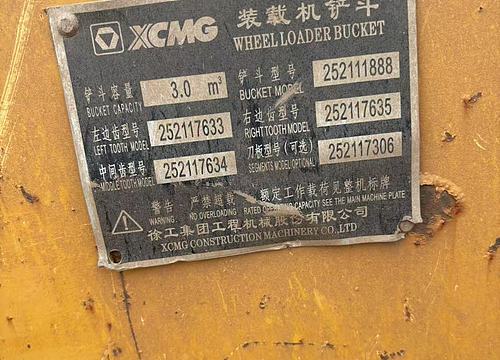 XCMG 装载机铲斗
WHEEL LOADER BUCKET
铲斗容量 3.0 m³ 铲斗型号 252111888
BUCKET CAPACITY BUCKET MODEL
左边齿型号 252117633 右边齿型号 252117635
LEFT TOOTH MODEL RIGHT TOOTH MODEL
中间齿型号 252117634 刀板型号(可选) 252117306
MIDDLE TOOTH MODEL SEGMENTS MODEL OPTIONAL
警告 严禁超载 额定工作载荷见整机标牌
WARNING: NO OVERLOADING RATED OPERATING CAPACITY SEE THE MAIN MACHINE PLATE
徐工集团工程机械股份有限公司
XCMG CONSTRUCTION MACHINERY CO.,LTD